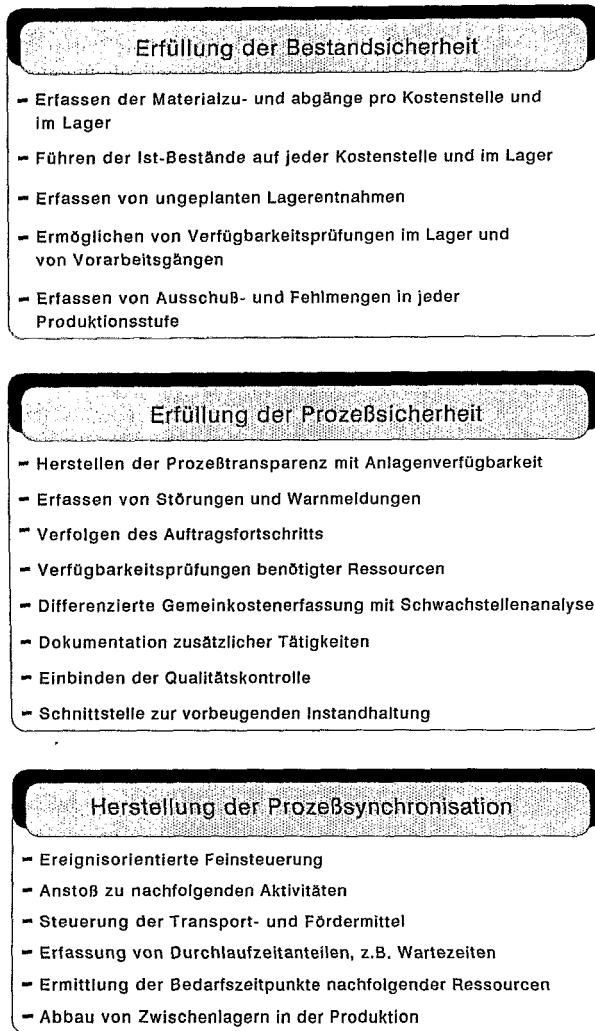 Erfüllung der Bestandsicherheit
- Erfassen der Materialzu- und abgänge pro Kostenstelle und
im Lager
- Führen der Ist-Bestände auf jeder Kostenstelle und im Lager
- Erfassen von ungeplanten Lagerentnahmen
- Ermöglichen von Verfügbarkeitsprüfungen im Lager und
von Vorarbeitsgängen
- Erfassen von Ausschuß- und Fehlmengen in jeder
Produktionsstufe
Erfüllung der Prozeßsicherheit
- Herstellen der Prozeßtransparenz mit Anlagenverfügbarkeit
- Erfassen von Störungen und Warnmeldungen
- Verfolgen des Auftragsfortschritts
- Verfügbarkeitsprüfungen benötigter Ressourcen
- Differenzierte Gemeinkostenerfassung mit Schwachstellenanalyse
- Dokumentation zusätzlicher Tätigkeiten
- Einbinden der Qualitätskontrolle
- Schnittstelle zur vorbeugenden Instandhaltung
Herstellung der Prozeßsynchronisation
- Ereignisorientierte Feinsteuerung
- Anstoß zu nachfolgenden Aktivitäten
- Steuerung der Transport- und Fördermittel
- Erfassung von Durchlaufzeitanteilen, z.B. Wartezeiten
- Ermittlung der Bedarfszeitpunkte nachfolgender Ressourcen
- Abbau von Zwischenlagern in der Produktion